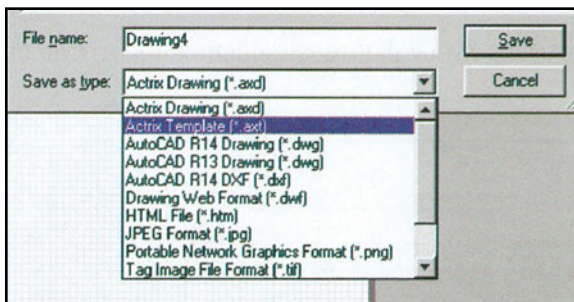 File name: Drawing4 Save
Save as type: Actrix Drawing (*.axd) Cancel
Actrix Drawing (*.axd)
Actrix Template (*.axt)
AutoCAD R14 Drawing (*.dwg)
AutoCAD R13 Drawing (*.dwg)
AutoCAD R14 DXF (*.dxf)
Drawing Web Format (*.dwf)
HTML File (*.htm)
JPEG Format (*.jpg)
Portable Network Graphics Format (*.png)
Tag Image File Format (*.tif)